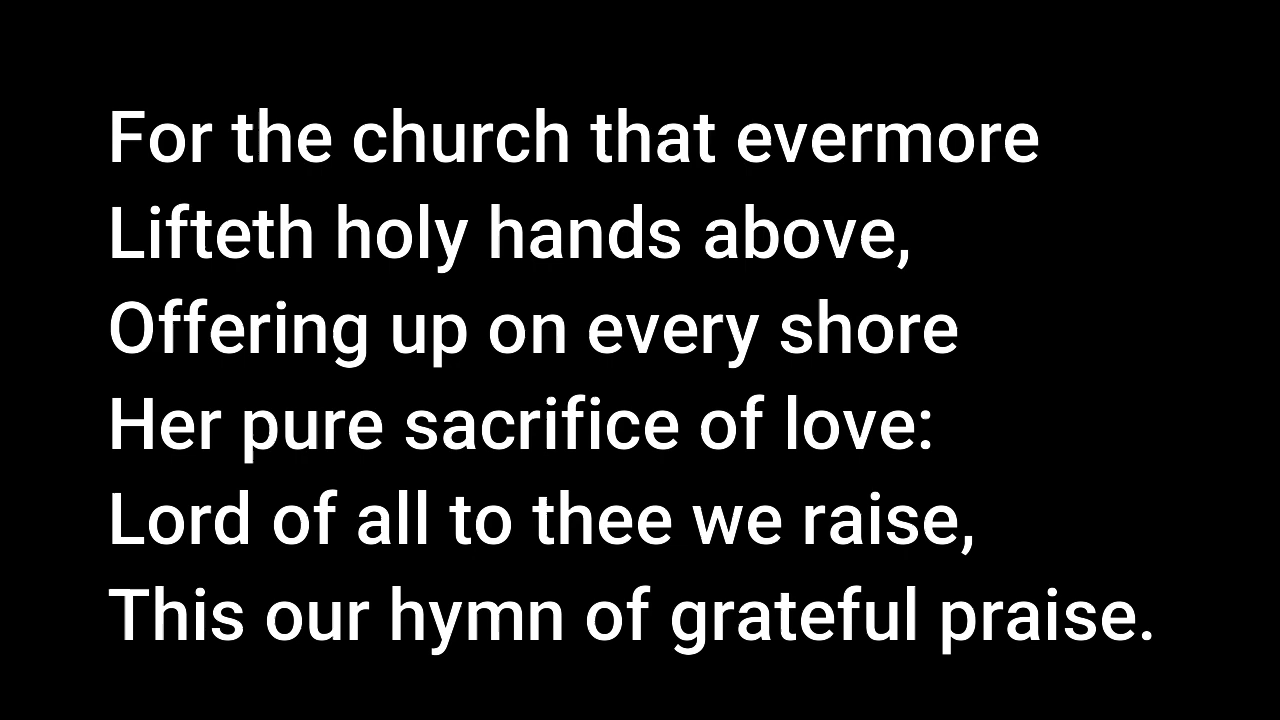 For the church that evermore
Lifteth holy hands above,
Offering up on every shore
Her pure sacrifice of love:
Lord of all to thee we raise,
This our hymn of grateful praise.